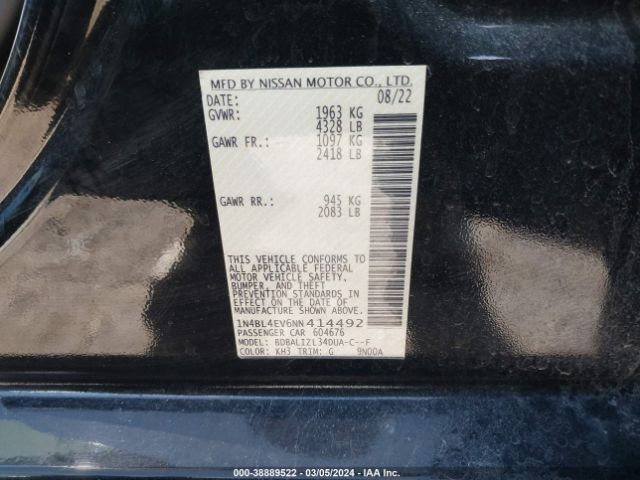 MFD BY NISSAN MOTOR CO., LTD.
DATE: 08/22
GVWR: 1963 KG
4328 LB
GAWR FR.: 1097 KG
2418 LB
GAWR RR.: 945 KG
2083 LB
THIS VEHICLE CONFORMS TO
ALL APPLICABLE FEDERAL
MOTOR VEHICLE SAFETY,
BUMPER, AND THEFT
PREVENTION STANDARDS IN
EFFECT ON THE DATE OF
MANUFACTURE SHOWN ABOVE.
1N4BL4EV6NN414492
PASSENGER CAR 604676
MODEL: BDBALIZL34DUA-C--F
COLOR: KH3 TRIM: G 9N00A
000-38889522 | 03/05/2024 | IAA Inc.